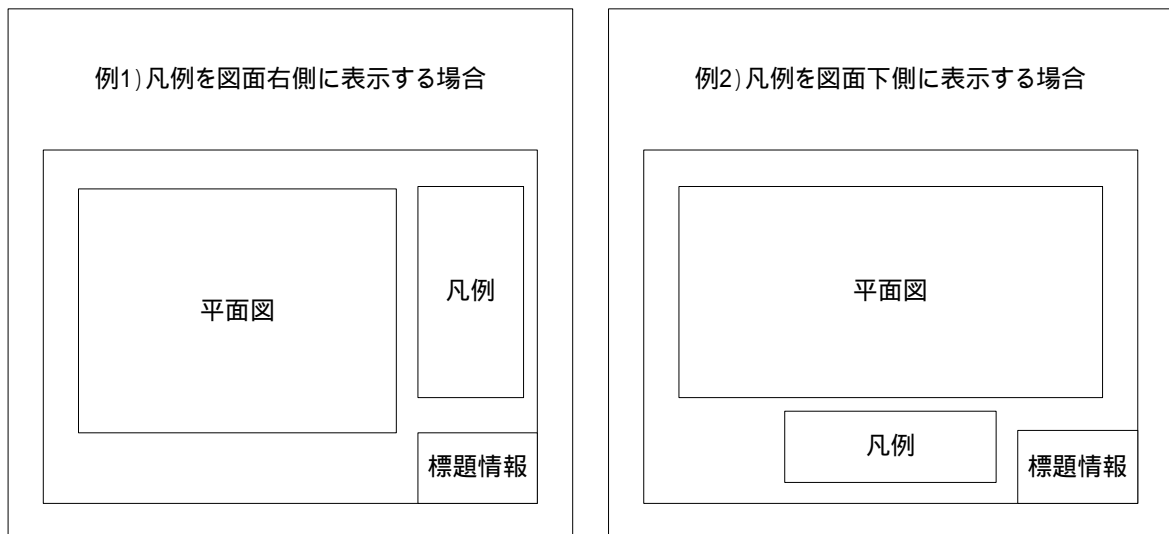 例1)凡例を図面右側に表示する場合
平面図
凡例
標題情報
例2)凡例を図面下側に表示する場合
平面図
凡例
標題情報